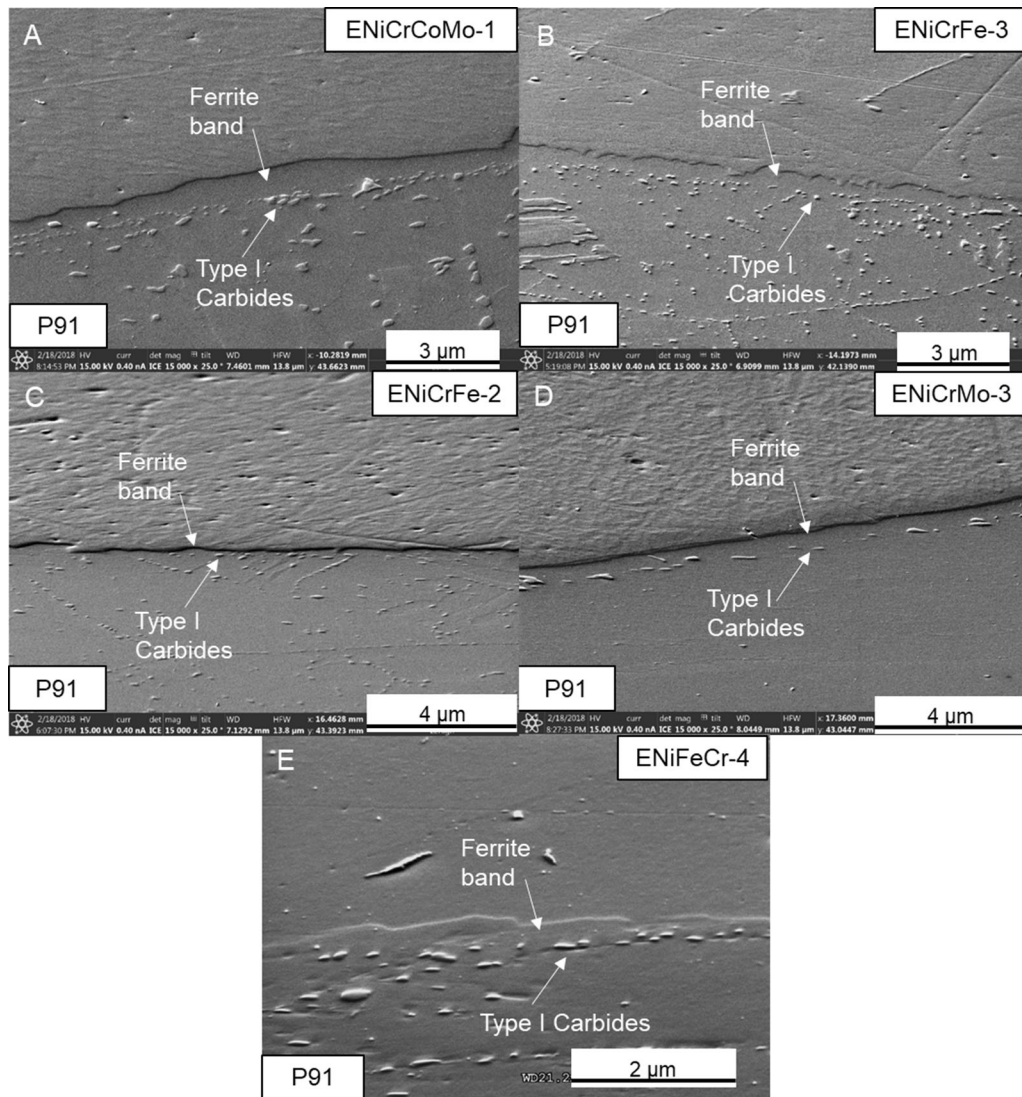 A
ENiCrCoMo-1
Ferrite
band
Type I
Carbides
P91
3 µm
2/18/2018 HV curr det mag tilt WD HFW x: -10.2819 mm
8:14:53 PM 15.00 kV 0.40 nA ICE 15 000 x 25.0 ° 7.4601 mm 13.8 µm y: 43.6623 mm
B
ENiCrFe-3
Ferrite
band
Type I
Carbides
P91
3 µm
2/18/2018 HV curr det mag tilt WD HFW x: -14.1973 mm
5:19:08 PM 15.00 kV 0.40 nA ICE 15 000 x 25.0 ° 6.9099 mm 13.8 µm y: 42.1390 mm
C
ENiCrFe-2
Ferrite
band
Type I
Carbides
P91
4 µm
2/18/2018 HV curr det mag tilt WD HFW x: 16.4628 mm
6:07:30 PM 15.00 kV 0.40 nA ICE 15 000 x 25.0 ° 7.1292 mm 13.8 µm y: 43.3923 mm
D
ENiCrMo-3
Ferrite
band
Type I
Carbides
P91
4 µm
2/18/2018 HV curr det mag tilt WD HFW x: 17.3600 mm
8:27:33 PM 15.00 kV 0.40 nA ICE 15 000 x 25.0 ° 8.0449 mm 13.8 µm y: 43.0447 mm
E
ENiFeCr-4
Ferrite
band
Type I Carbides
P91
2 µm